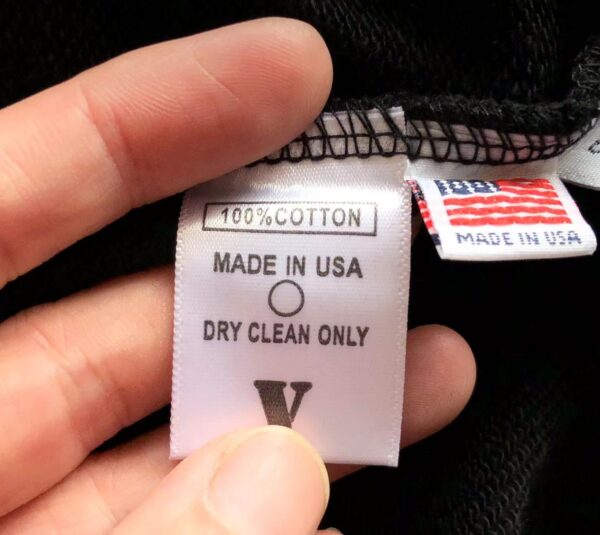 100% COTTON
MADE IN USA
DRY CLEAN ONLY
V
MADE IN USA